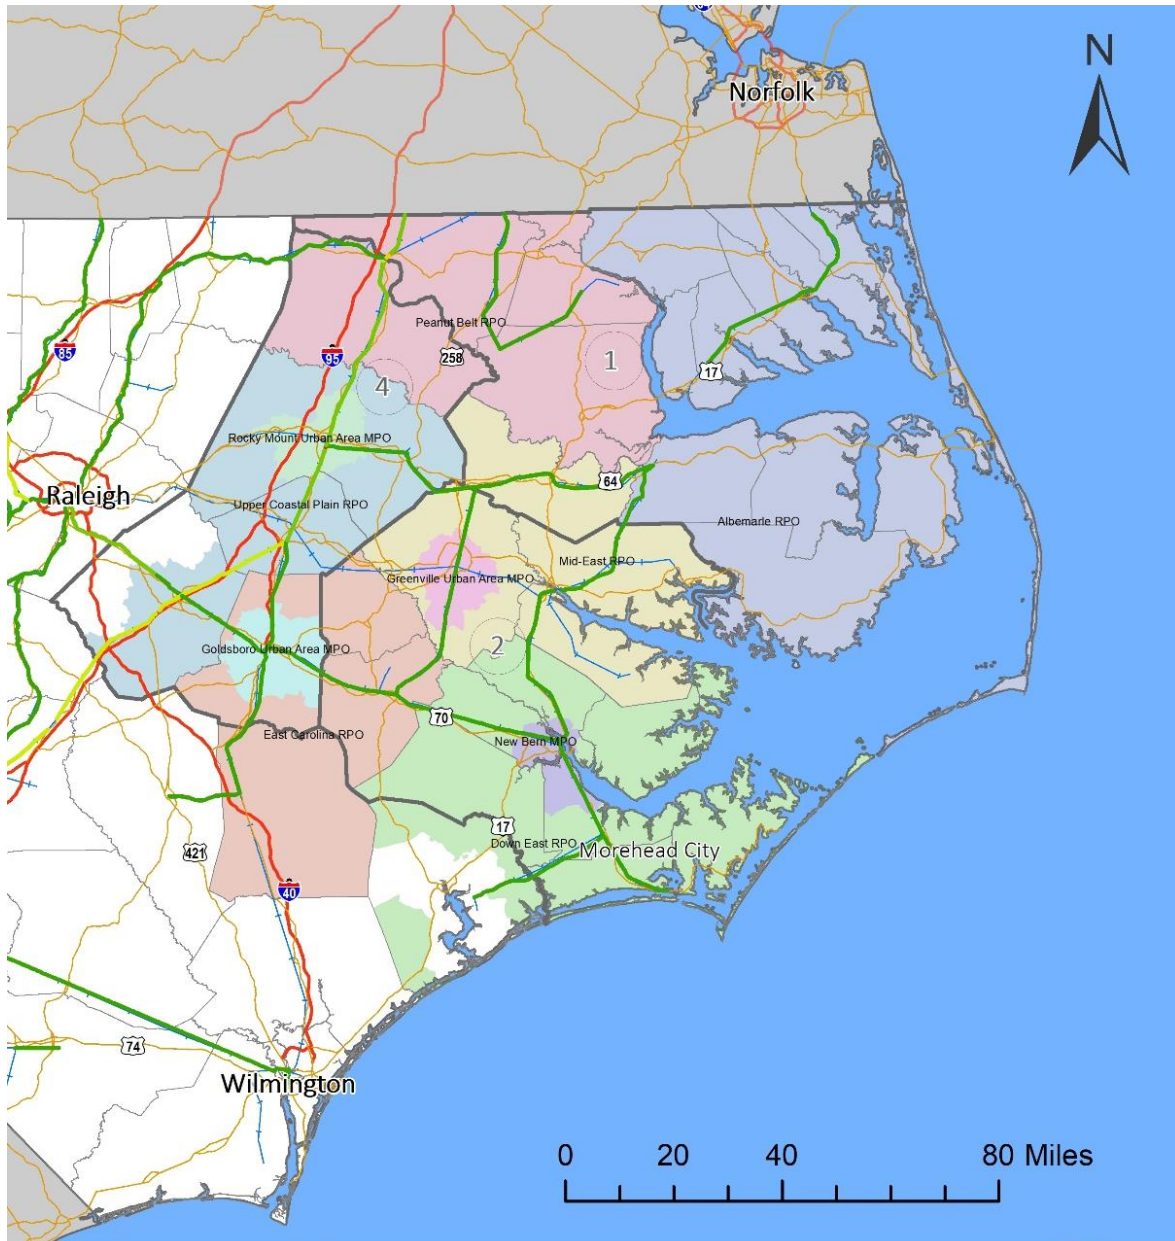 N
Norfolk
Peanut Belt RPO
85
95
258
1
17
4
Rocky Mount Urban Area MPO
64
Raleigh
Upper Coastal Plain RPO
Albemarle RPO
Mid-East RPO
Greenville Urban Area MPO
2
Goldsboro Urban Area MPO
70
East Carolina RPO
New Bern MPO
17
Down East RPO
Morehead City
421
40
74
Wilmington
0 20 40 80 Miles